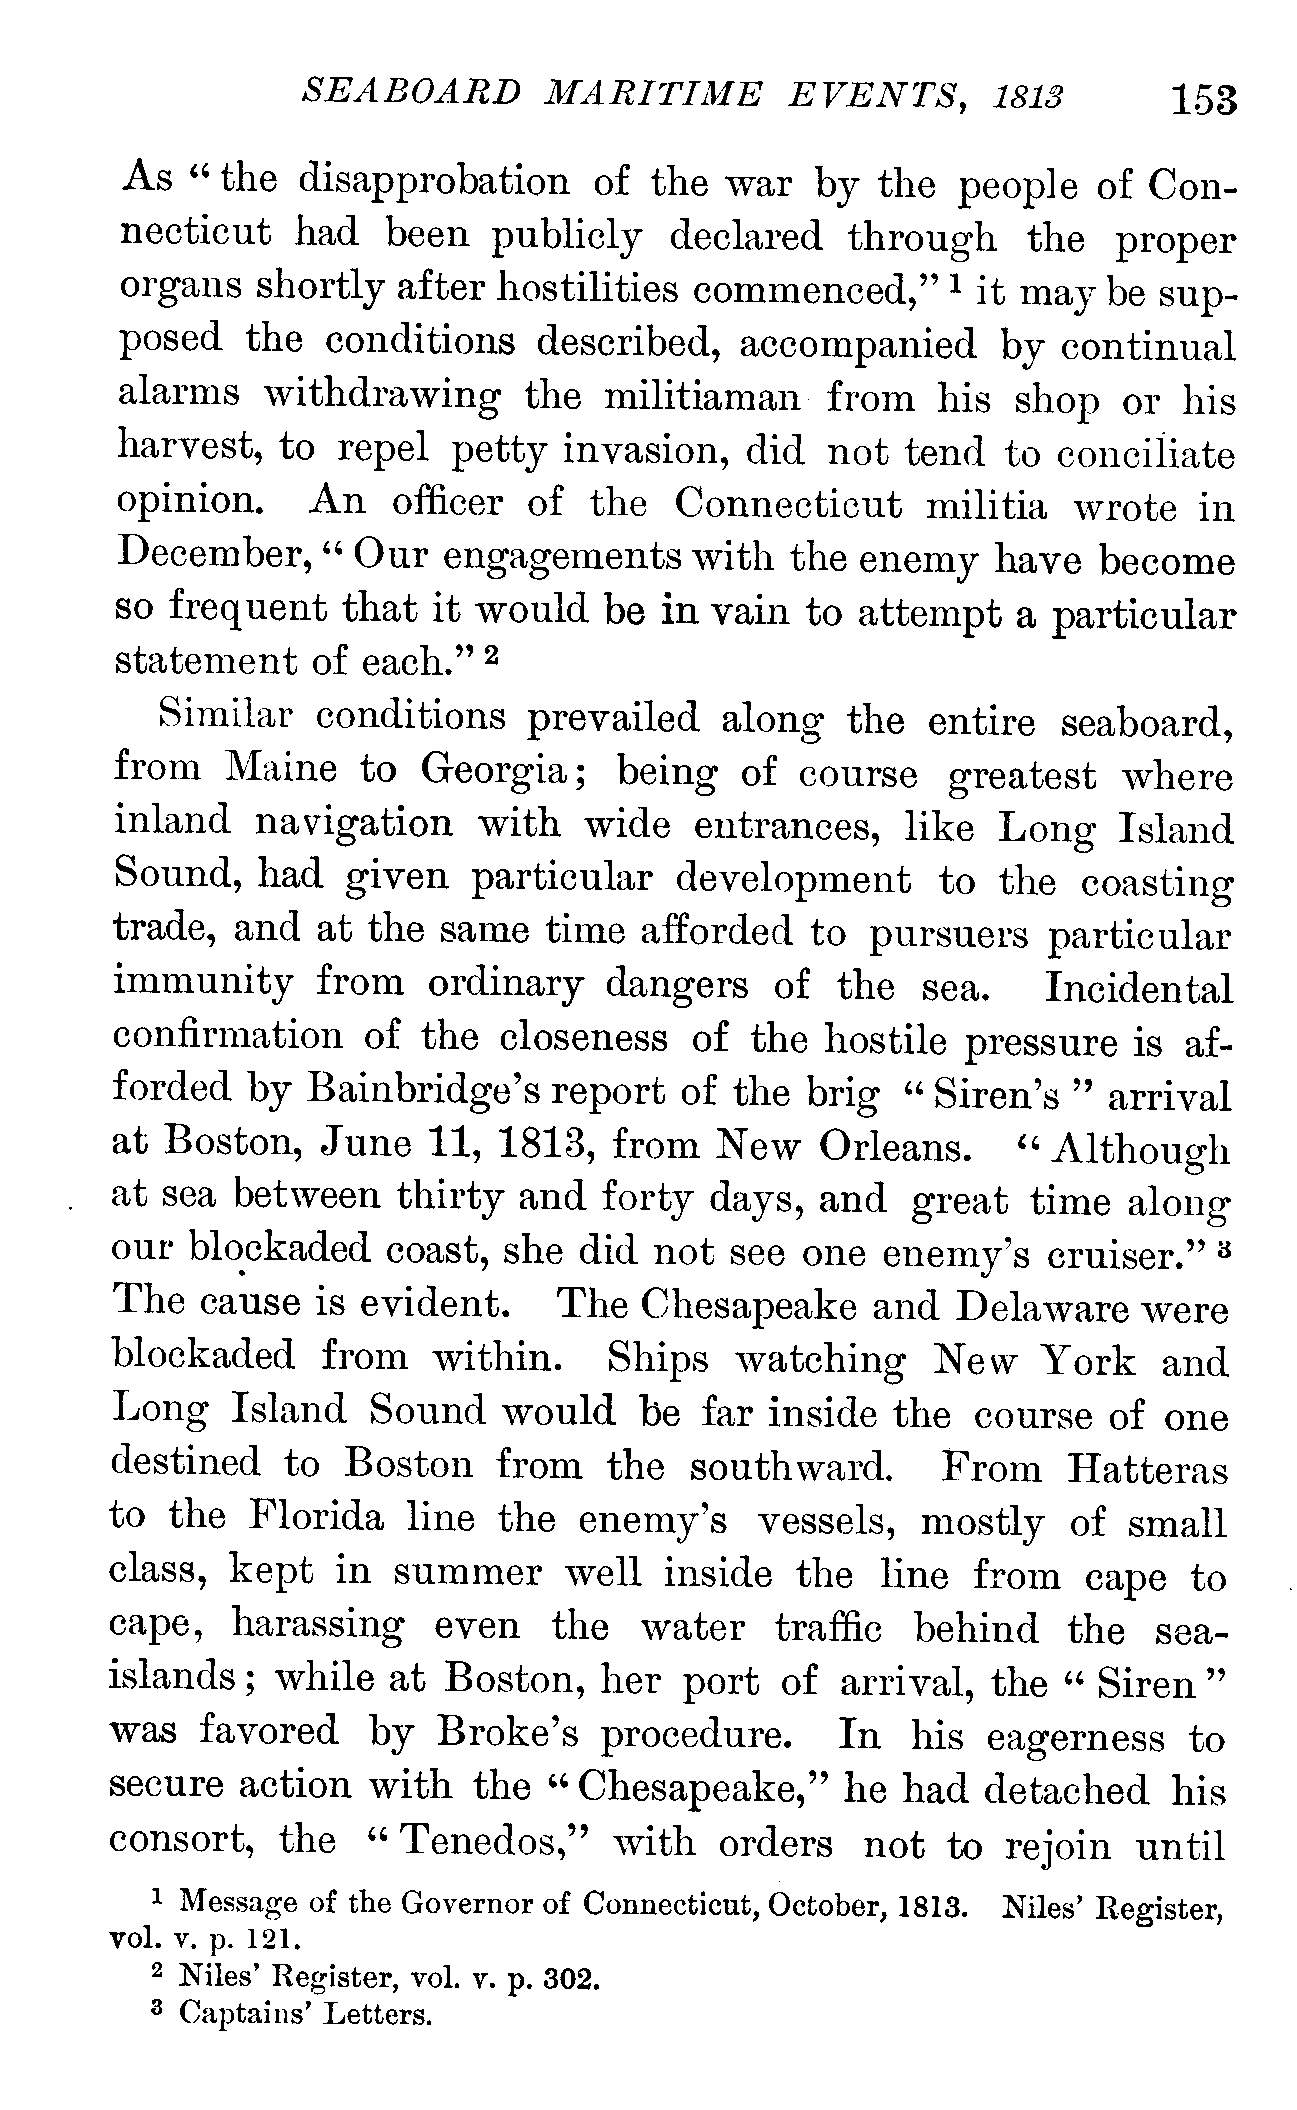 SEABOARD MARITIME EVENTS, 1813 153
As “ the disapprobation of the war by the people of Con-
necticut had been publicly declared through the proper
organs shortly after hostilities commenced,” 1 it may be sup-
posed the conditions described, accompanied by continual
alarms withdrawing the militiaman from his shop or his
harvest, to repel petty invasion, did not tend to conciliate
opinion. An officer of the Connecticut militia wrote in
December, “ Our engagements with the enemy have become
so frequent that it would be in vain to attempt a particular
statement of each.” 2
Similar conditions prevailed along the entire seaboard,
from Maine to Georgia; being of course greatest where
inland navigation with wide entrances, like Long Island
Sound, had given particular development to the coasting
trade, and at the same time afforded to pursuers particular
immunity from ordinary dangers of the sea. Incidental
confirmation of the closeness of the hostile pressure is af-
forded by Bainbridge’s report of the brig “ Siren’s ” arrival
at Boston, June 11, 1813, from New Orleans. “ Although
at sea between thirty and forty days, and great time along
our blockaded coast, she did not see one enemy’s cruiser.” 3
The cause is evident. The Chesapeake and Delaware were
blockaded from within. Ships watching New York and
Long Island Sound would be far inside the course of one
destined to Boston from the southward. From Hatteras
to the Florida line the enemy’s vessels, mostly of small
class, kept in summer well inside the line from cape to
cape, harassing even the water traffic behind the sea-
islands; while at Boston, her port of arrival, the “ Siren ”
was favored by Broke’s procedure. In his eagerness to
secure action with the “ Chesapeake,” he had detached his
consort, the “ Tenedos,” with orders not to rejoin until
1 Message of the Governor of Connecticut, October, 1813. Niles’ Register,
vol. v. p. 121.
2 Niles’ Register, vol. v. p. 302.
3 Captains’ Letters.